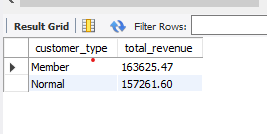 Result Grid Filter Rows:
customer_type total_revenue
Member 163625.47
Normal 157261.60